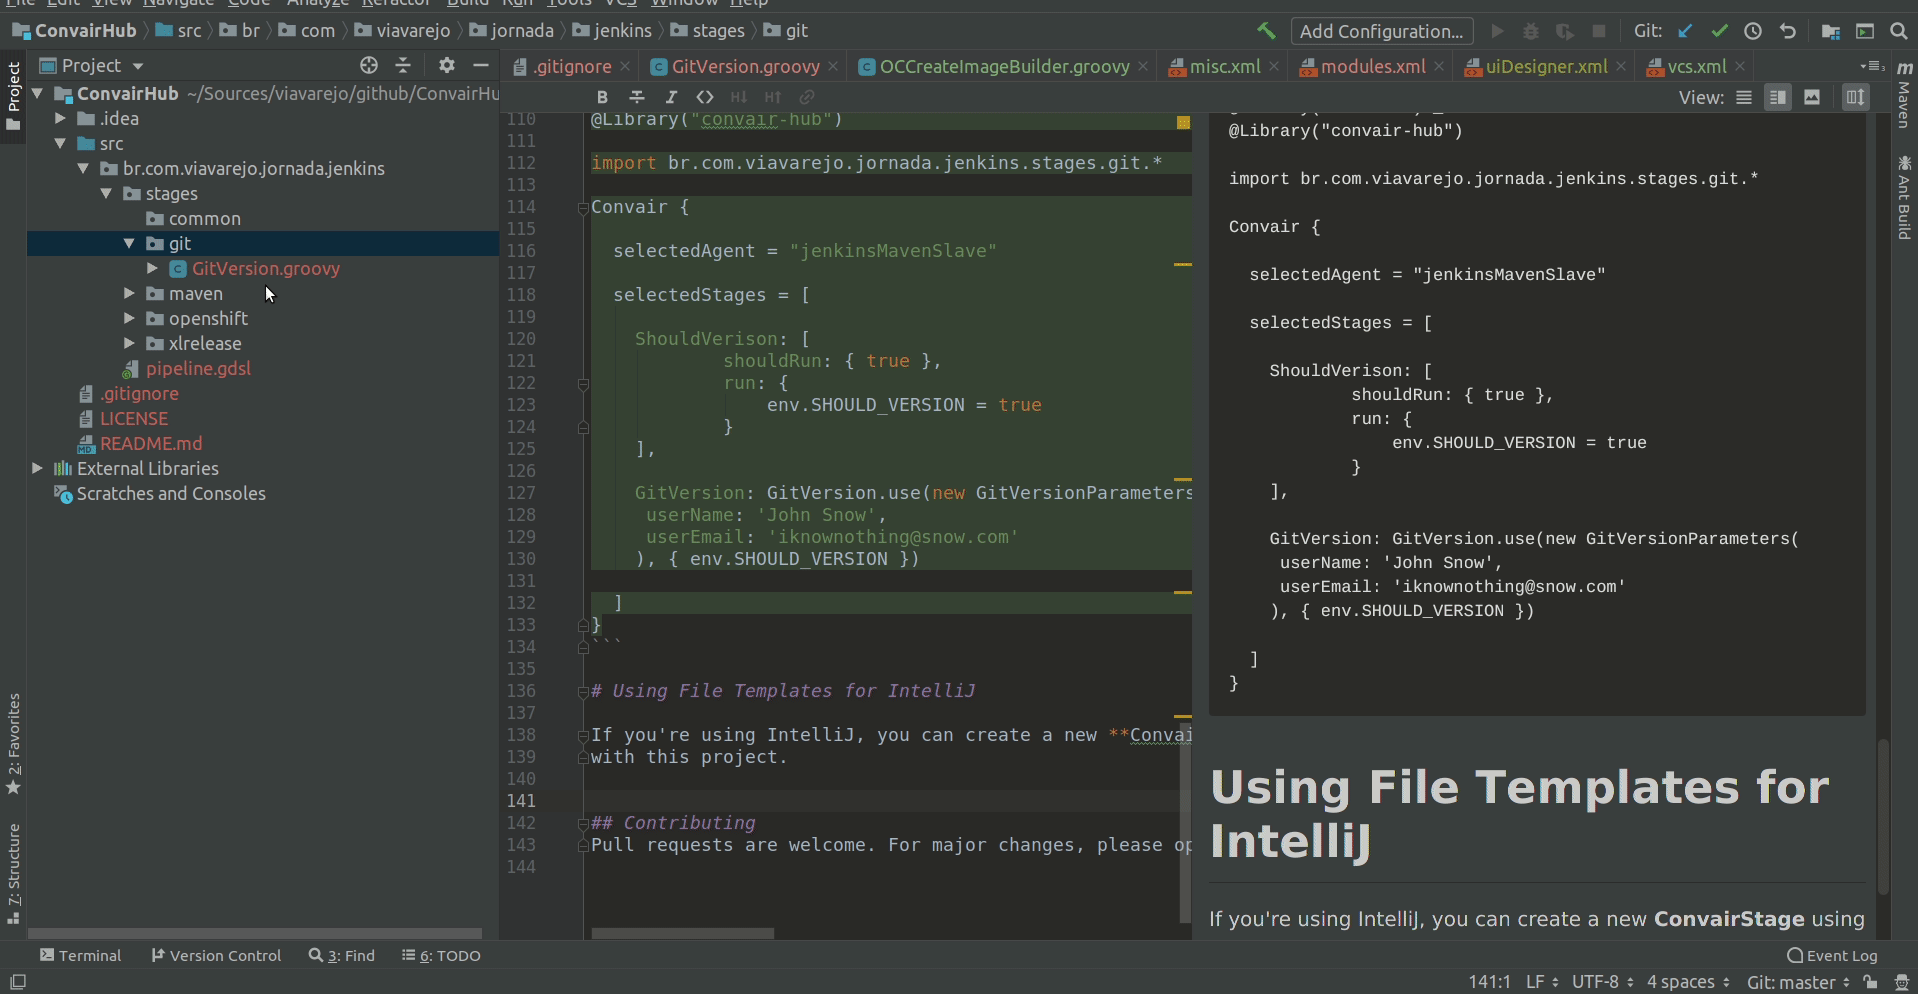 File Edit View Navigate Code Analyze Refactor Build Run Tools VCS Window Help
ConvairHub src br com viavarejo jornada jenkins stages git
Add Configuration...
Git:
Project
.gitignore
GitVersion.groovy
OCCreateImageBuilder.groovy
misc.xml
modules.xml
uiDesigner.xml
vcs.xml
View:
Project
2: Favorites
7: Structure
ConvairHub ~/Sources/viavarejo/github/ConvairHu
.idea
src
br.com.viavarejo.jornada.jenkins
stages
common
git
GitVersion.groovy
maven
openshift
xlrelease
pipeline.gdsl
.gitignore
LICENSE
README.md
External Libraries
Scratches and Consoles
110 @Library("convair-hub")
111
112 import br.com.viavarejo.jornada.jenkins.stages.git.*
113
114 Convair {
115
116 selectedAgent = "jenkinsMavenSlave"
117
118 selectedStages = [
119
120 ShouldVerison: [
121 shouldRun: { true },
122 run: {
123 env.SHOULD_VERSION = true
124 }
125 ],
126
127 GitVersion: GitVersion.use(new GitVersionParameters
128 userName: 'John Snow',
129 userEmail: 'iknownothing@snow.com'
130 ), { env.SHOULD_VERSION })
131
132 ]
133 }
134 ```
135
136 # Using File Templates for IntelliJ
137
138 If you're using IntelliJ, you can create a new **Convai
139 with this project.
140
141
142 ## Contributing
143 Pull requests are welcome. For major changes, please op
144
@Library("convair-hub")
import br.com.viavarejo.jornada.jenkins.stages.git.*
Convair {
selectedAgent = "jenkinsMavenSlave"
selectedStages = [
ShouldVerison: [
shouldRun: { true },
run: {
env.SHOULD_VERSION = true
}
],
GitVersion: GitVersion.use(new GitVersionParameters(
userName: 'John Snow',
userEmail: 'iknownothing@snow.com'
), { env.SHOULD_VERSION })
]
}
Using File Templates for
IntelliJ
If you're using IntelliJ, you can create a new ConvairStage using
m Maven
Ant Build
Terminal
Version Control
3: Find
6: TODO
Event Log
141:1 LF UTF-8 4 spaces Git: master